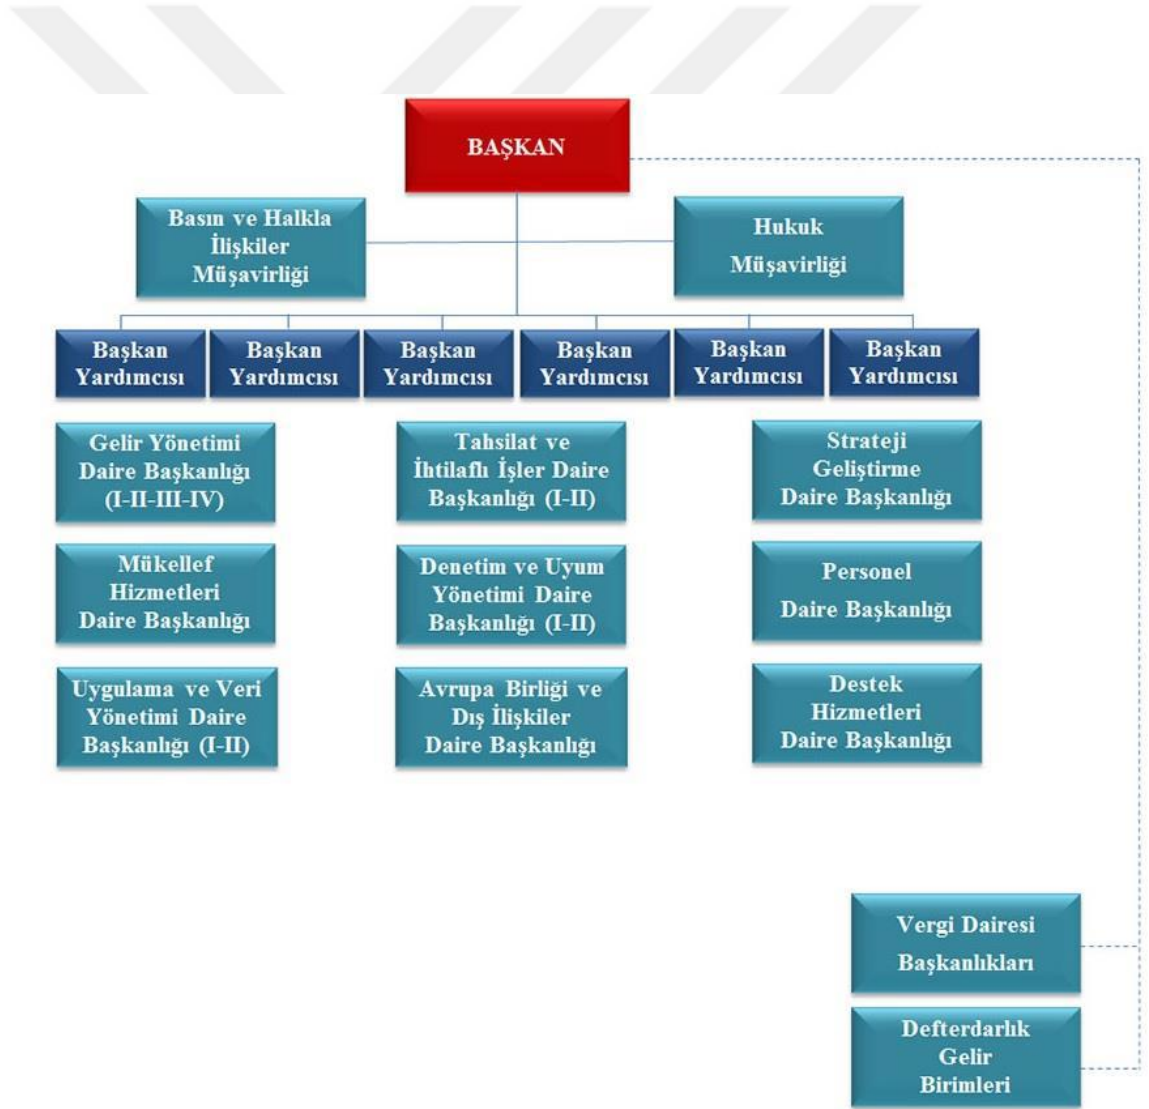 BAŞKAN
Basın ve Halkla
İlişkiler
Müşavirliği
Hukuk
Müşavirliği
Başkan
Yardımcısı
Başkan
Yardımcısı
Başkan
Yardımcısı
Başkan
Yardımcısı
Başkan
Yardımcısı
Başkan
Yardımcısı
Gelir Yönetimi
Daire Başkanlığı
(I-II-III-IV)
Tahsilat ve
İhtilaflı İşler Daire
Başkanlığı (I-II)
Strateji
Geliştirme
Daire Başkanlığı
Mükellef
Hizmetleri
Daire Başkanlığı
Denetim ve Uyum
Yönetimi Daire
Başkanlığı (I-II)
Personel
Daire Başkanlığı
Uygulama ve Veri
Yönetimi Daire
Başkanlığı (I-II)
Avrupa Birliği ve
Dış İlişkiler
Daire Başkanlığı
Destek
Hizmetleri
Daire Başkanlığı
Vergi Dairesi
Başkanlıkları
Defterdarlık
Gelir
Birimleri